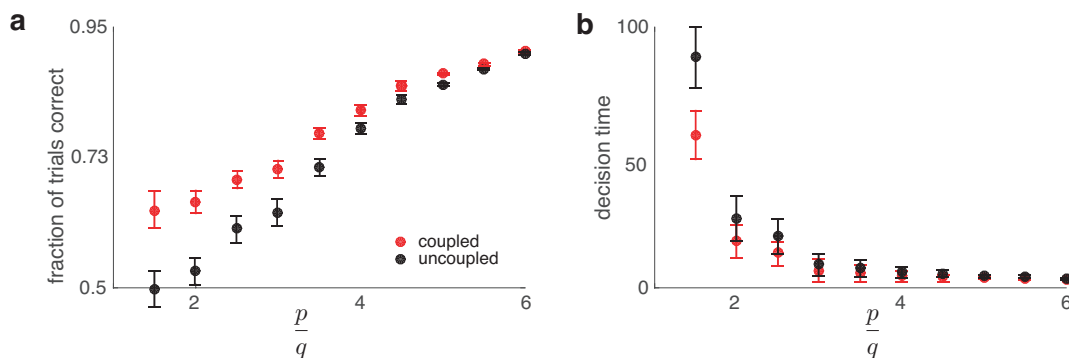 a
0.95
0.73
0.5
fraction of trials correct
coupled
uncoupled
2
4
6
p
q
b
100
50
0
decision time
2
4
6
p
q